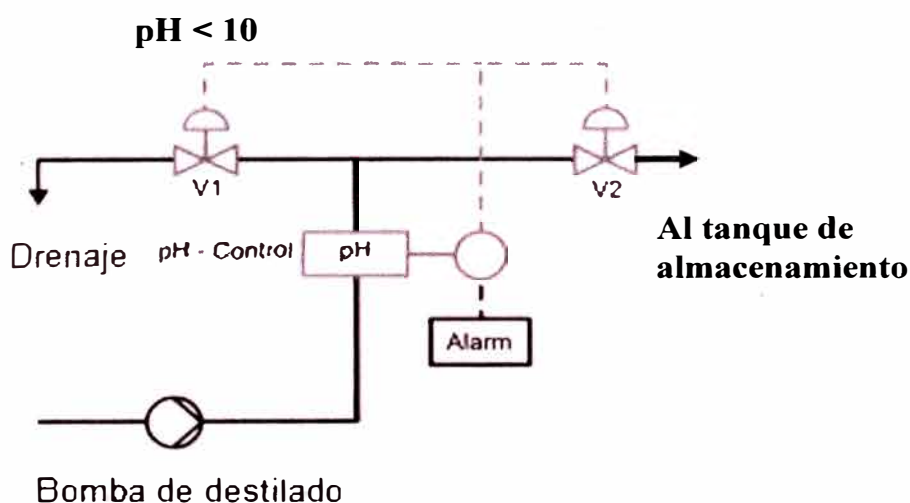 pH < 10
V1
V2
Drenaje
pH - Control
pH
Al tanque de
almacenamiento
Alarm
Bomba de destilado